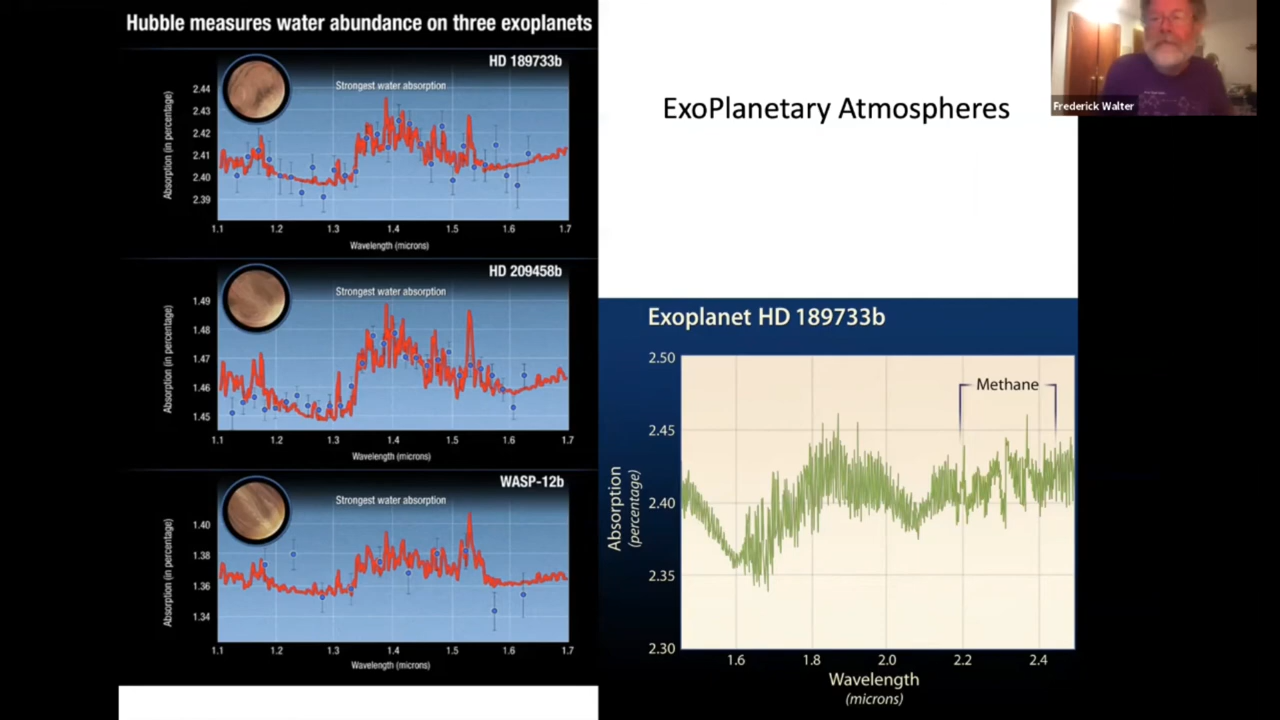 Hubble measures water abundance on three exoplanets
HD 189733b
Strongest water absorption
Absorption (in percentage)
2.44
2.43
2.42
2.41
2.40
2.39
1.1 1.2 1.3 1.4 1.5 1.6 1.7
Wavelength (microns)
HD 209458b
Strongest water absorption
Absorption (in percentage)
1.49
1.48
1.47
1.46
1.45
1.1 1.2 1.3 1.4 1.5 1.6 1.7
Wavelength (microns)
WASP-12b
Strongest water absorption
Absorption (in percentage)
1.40
1.38
1.36
1.34
1.1 1.2 1.3 1.4 1.5 1.6 1.7
Wavelength (microns)
ExoPlanetary Atmospheres
Frederick Walter
Exoplanet HD 189733b
Absorption
(percentage)
2.50
2.45
2.40
2.35
2.30
Methane
1.6 1.8 2.0 2.2 2.4
Wavelength
(microns)